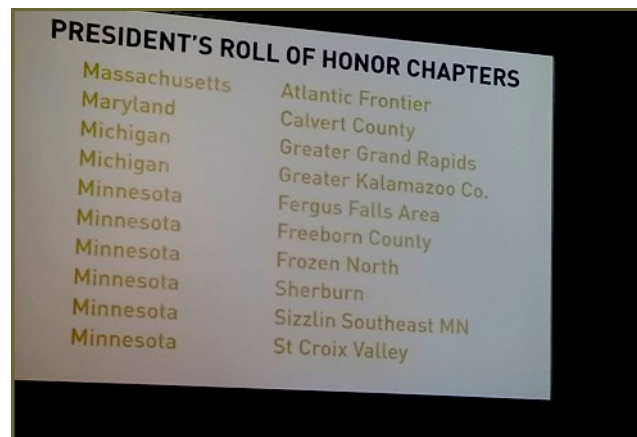 PRESIDENT'S ROLL OF HONOR CHAPTERS
Massachusetts Atlantic Frontier
Maryland Calvert County
Michigan Greater Grand Rapids
Michigan Greater Kalamazoo Co.
Minnesota Fergus Falls Area
Minnesota Freeborn County
Minnesota Frozen North
Minnesota Sherburn
Minnesota Sizzlin Southeast MN
Minnesota St Croix Valley